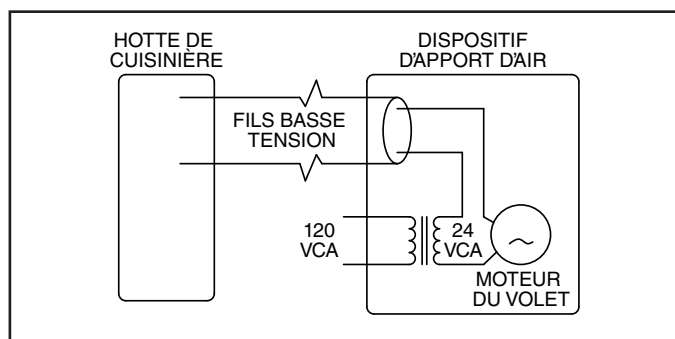 HOTTE DE
CUISINIÈRE
DISPOSITIF
D'APPORT D'AIR
FILS BASSE
TENSION
120
VCA
24
VCA
MOTEUR
DU VOLET